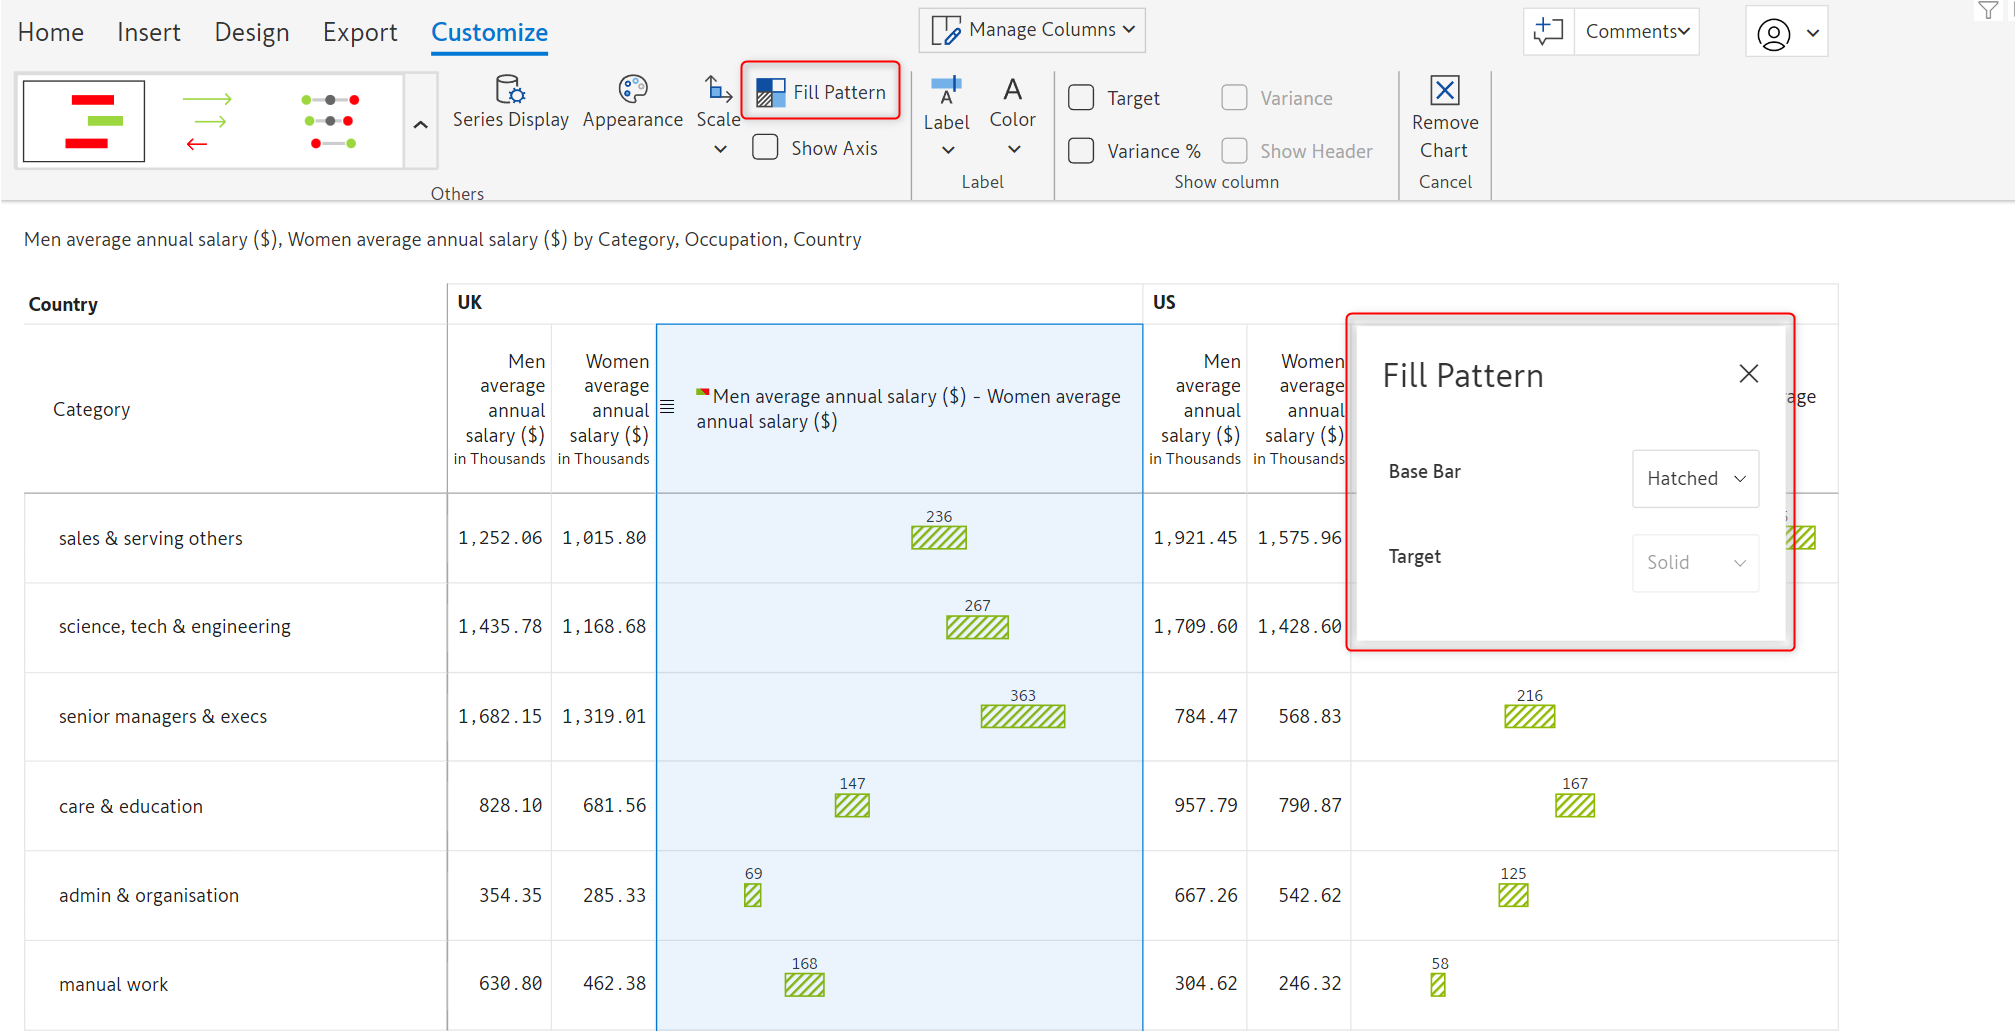 Home Insert Design Export Customize
Manage Columns
Comments
Series Display
Appearance
Scale
Fill Pattern
Show Axis
Others
Label
Color
Label
Target
Variance
Variance %
Show Header
Show column
Remove
Chart
Cancel
Men average annual salary ($), Women average annual salary ($) by Category, Occupation, Country
Country UK US
Category
Men
average
annual
salary ($)
in Thousands
Women
average
annual
salary ($)
in Thousands
Men average annual salary ($) - Women average
annual salary ($)
Men
average
annual
salary ($)
in Thousands
Women
average
annual
salary ($)
in Thousands
Fill Pattern
Base Bar Hatched
Target Solid
236
sales & serving others 1,252.06 1,015.80 1,921.45 1,575.96
267
science, tech & engineering 1,435.78 1,168.68 1,709.60 1,428.60
363 216
senior managers & execs 1,682.15 1,319.01 784.47 568.83
147 167
care & education 828.10 681.56 957.79 790.87
69 125
admin & organisation 354.35 285.33 667.26 542.62
168 58
manual work 630.80 462.38 304.62 246.32